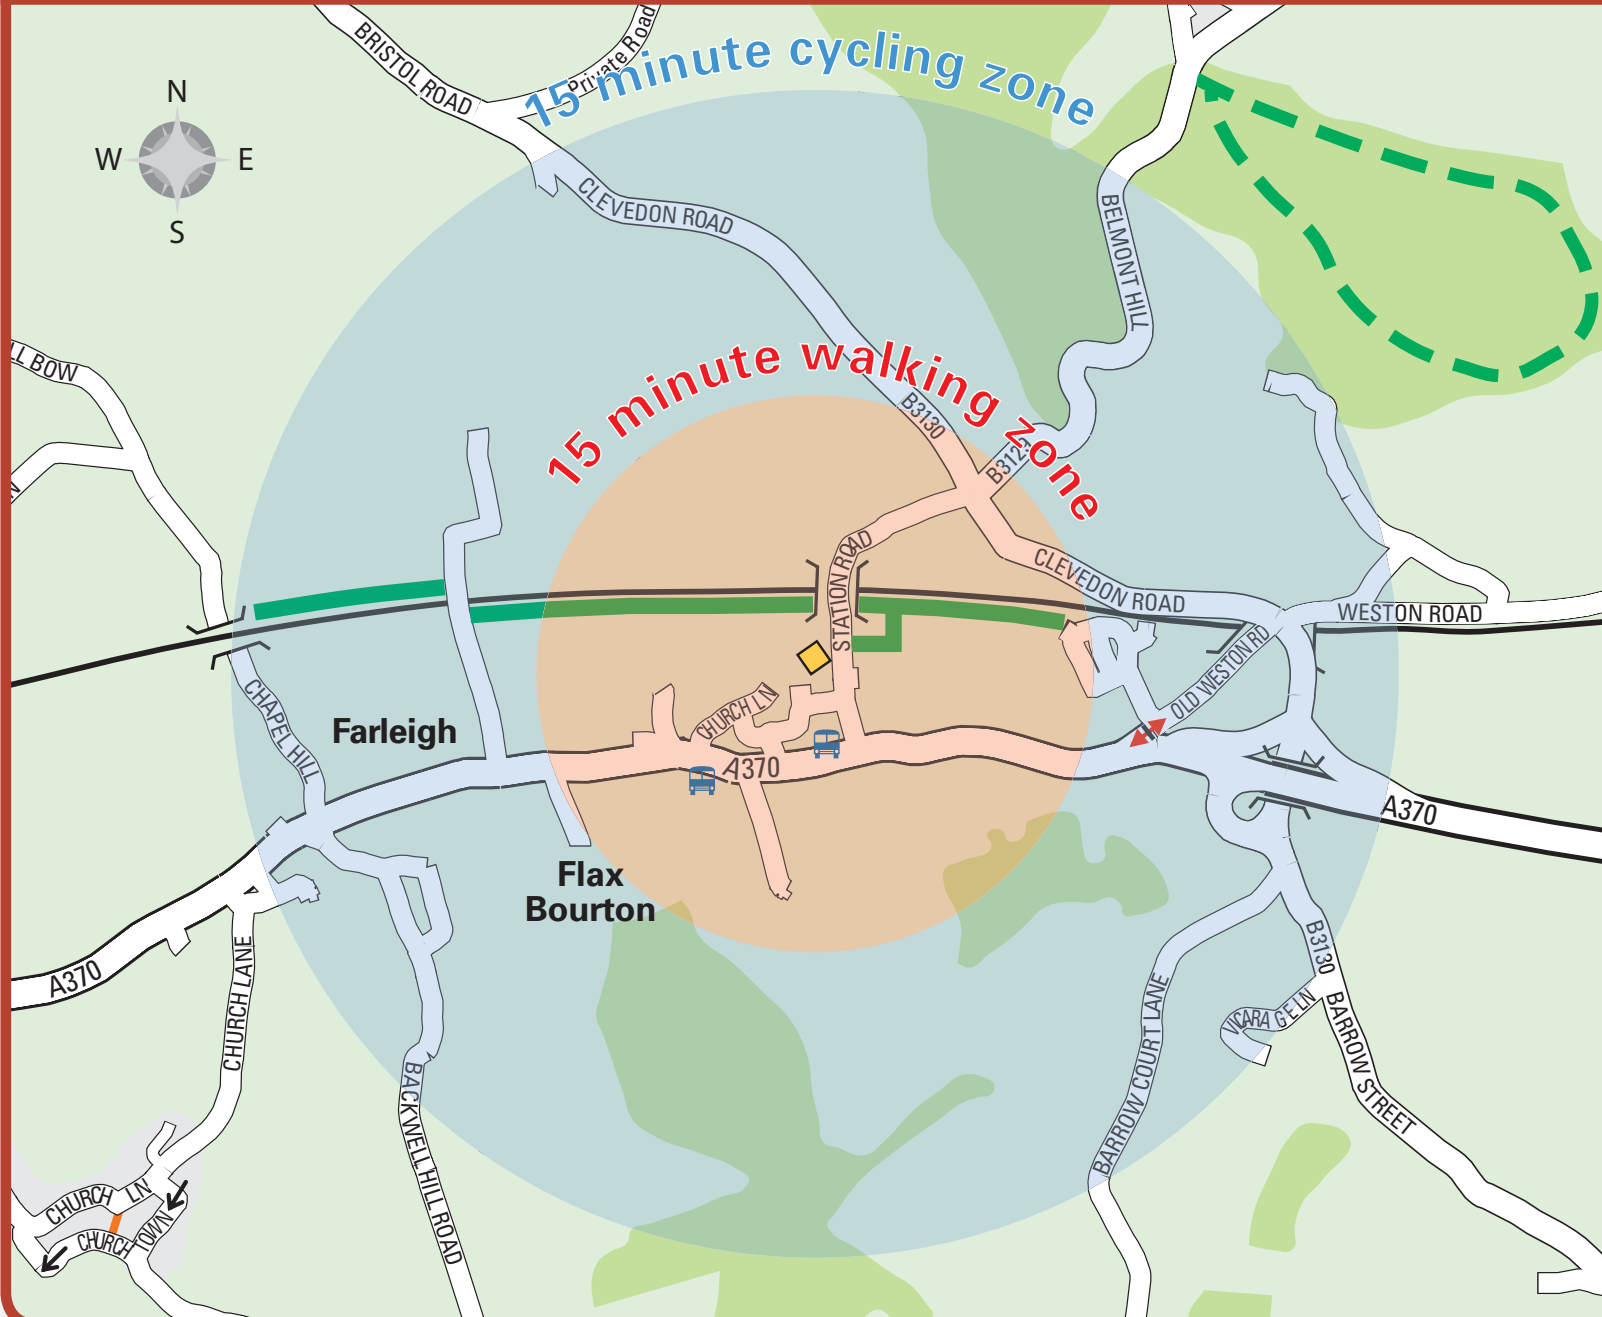 BRISTOL ROAD
Private Road
15 minute cycling zone
N
W
E
S
CLEVEDON ROAD
BELMONT HILL
LL BOW
15 minute walking zone
B3130
B3129
N
STATION ROAD
CLEVEDON ROAD
WESTON ROAD
OLD WESTON RD
CHAPEL HILL
Farleigh
CHURCH LN
A370
A370
Flax
Bourton
A370
CHURCH LANE
B3130
VICARAGE LN
BARROW COURT LANE
BARROW STREET
BACKWELL HILL ROAD
CHURCH LN
CHURCH TOWN